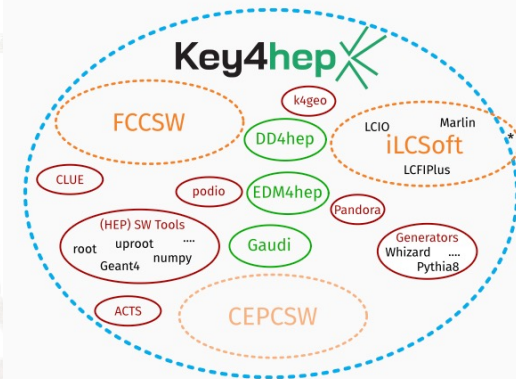 Key4hep
k4geo
FCCSW
DD4hep
LCIO
Marlin
iLCSoft
*
LCFIPlus
CLUE
podio
EDM4hep
Pandora
(HEP) SW Tools
root
uproot
....
Geant4
numpy
Gaudi
Generators
Whizard
....
Pythia8
ACTS
CEPCSW